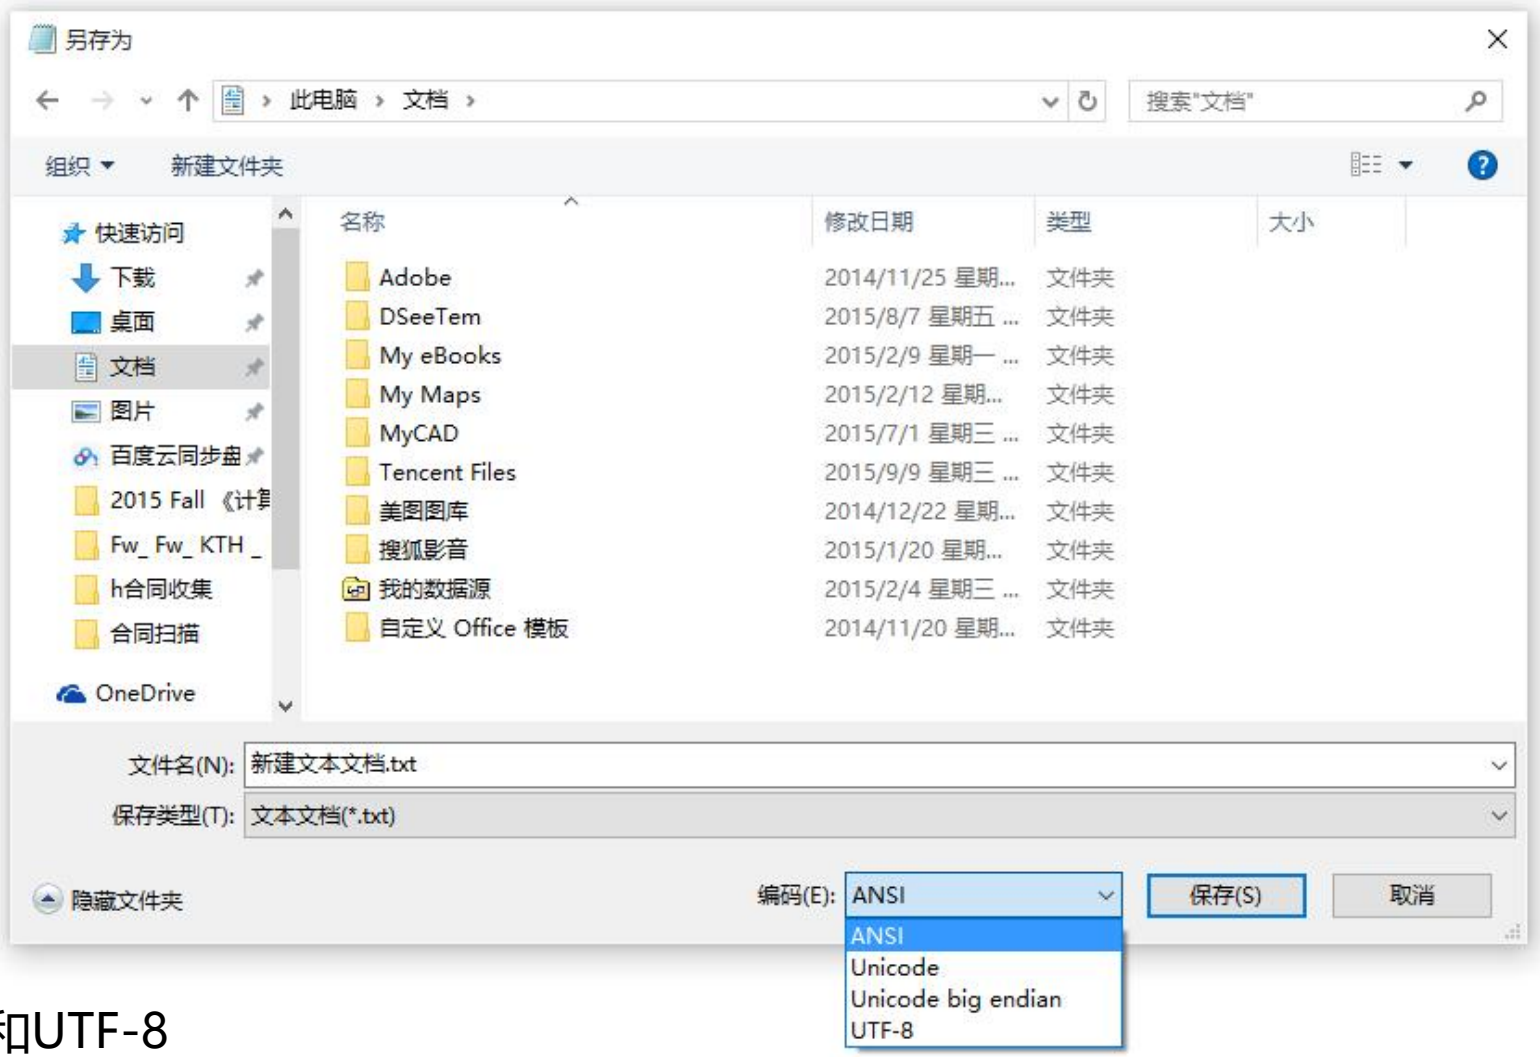 另存为
此电脑 › 文档 ›
搜索"文档"
组织 新建文件夹
快速访问
下载
桌面
文档
图片
百度云同步盘
2015 Fall 《计算
Fw_ Fw_ KTH _
h合同收集
合同扫描
OneDrive
名称 修改日期 类型 大小
Adobe 2014/11/25 星期... 文件夹
DSeeTem 2015/8/7 星期五 ... 文件夹
My eBooks 2015/2/9 星期一 ... 文件夹
My Maps 2015/2/12 星期... 文件夹
MyCAD 2015/7/1 星期三 ... 文件夹
Tencent Files 2015/9/9 星期三 ... 文件夹
美图图库 2014/12/22 星期... 文件夹
搜狐影音 2015/1/20 星期... 文件夹
我的数据源 2015/2/4 星期三 ... 文件夹
自定义 Office 模板 2014/11/20 星期... 文件夹
文件名(N): 新建文本文档.txt
保存类型(T): 文本文档(*.txt)
隐藏文件夹 编码(E): ANSI 保存(S) 取消
ANSI
Unicode
Unicode big endian
UTF-8
和UTF-8